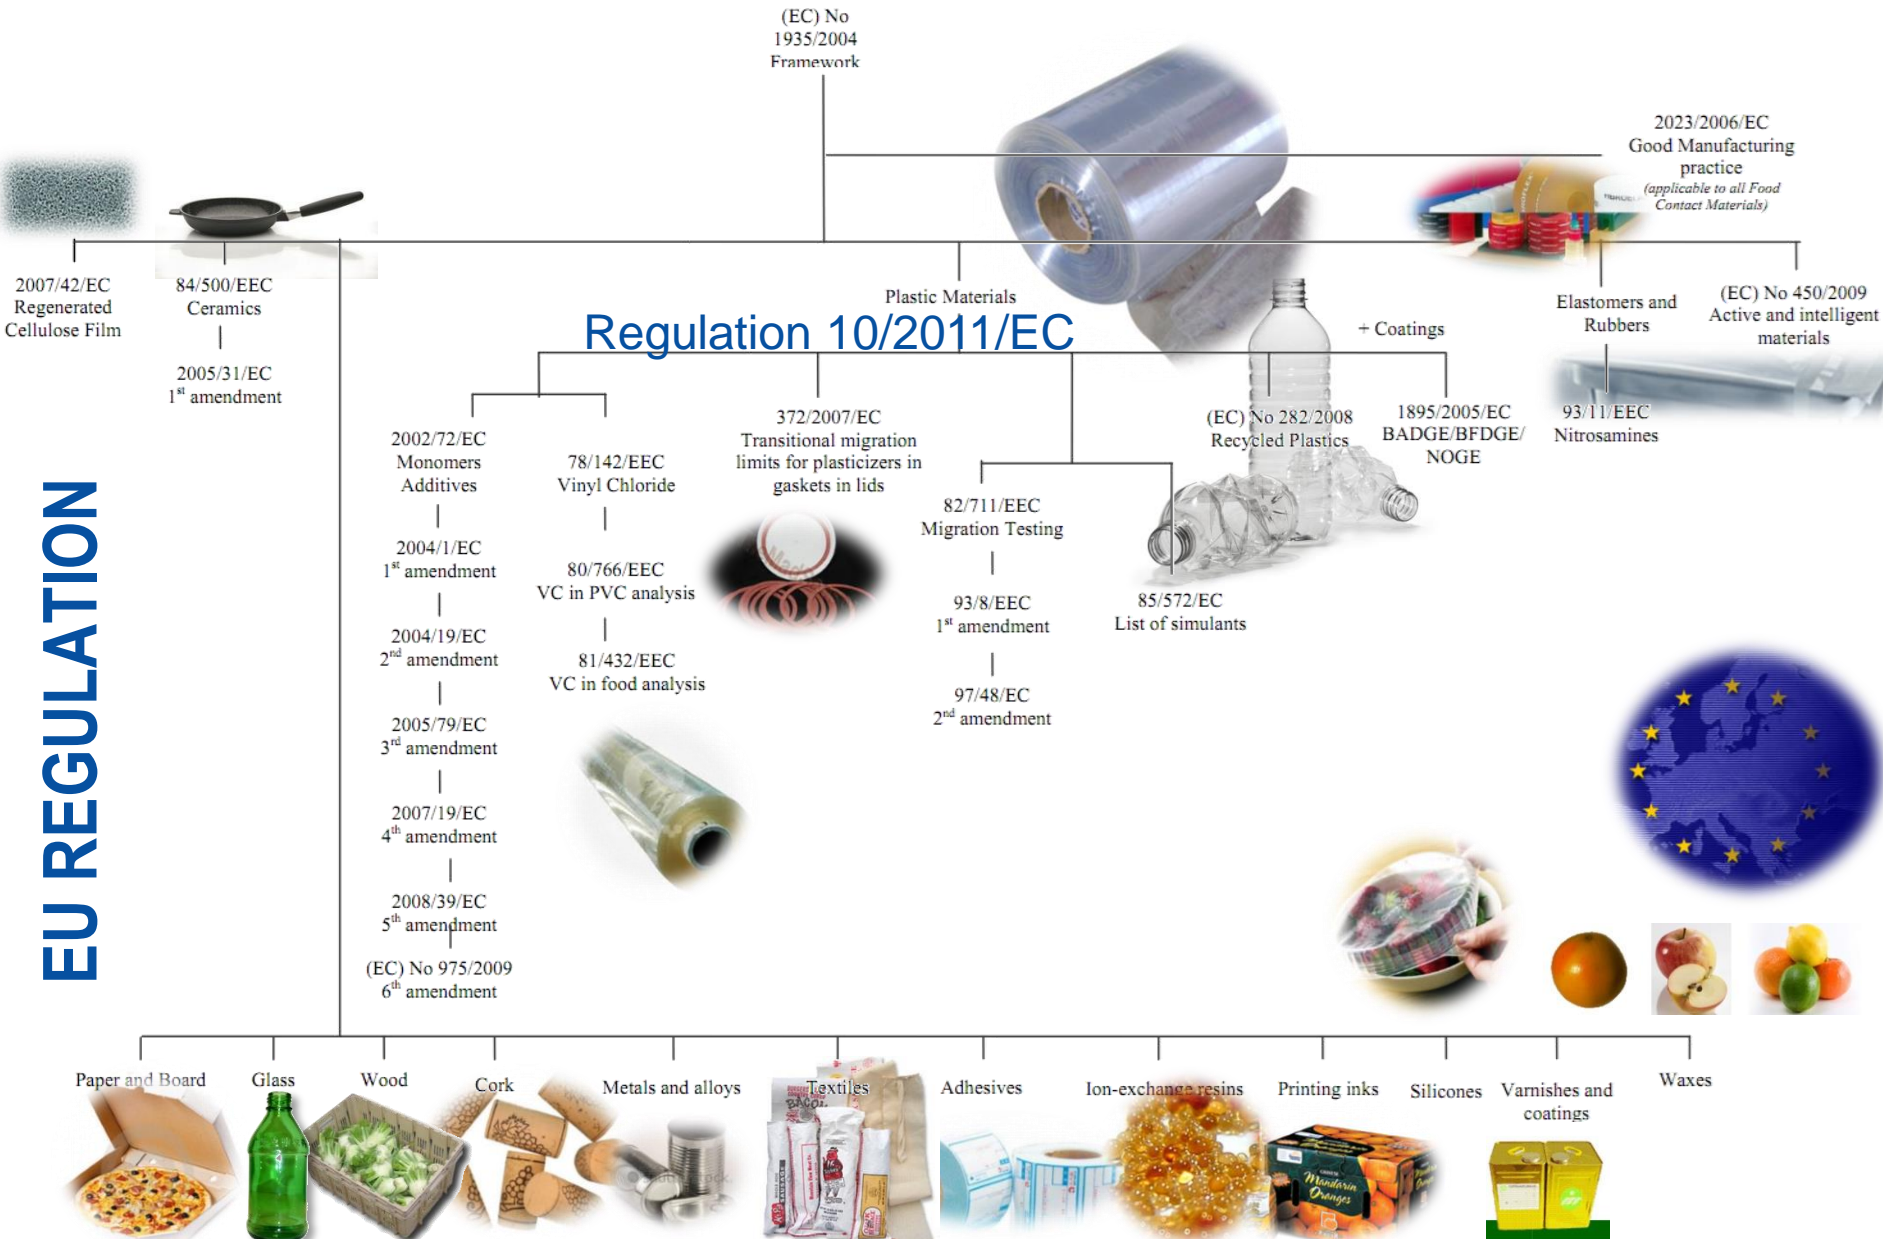 (EC) No
1935/2004
Framework
2023/2006/EC
Good Manufacturing
practice
(applicable to all Food
Contact Materials)
2007/42/EC
Regenerated
Cellulose Film
84/500/EEC
Ceramics
2005/31/EC
1st amendment
Plastic Materials
Regulation 10/2011/EC
+ Coatings
Elastomers and
Rubbers
(EC) No 450/2009
Active and intelligent
materials
93/11/EEC
Nitrosamines
2002/72/EC
Monomers
Additives
2004/1/EC
1st amendment
2004/19/EC
2nd amendment
2005/79/EC
3rd amendment
2007/19/EC
4th amendment
2008/39/EC
5th amendment
(EC) No 975/2009
6th amendment
78/142/EEC
Vinyl Chloride
80/766/EEC
VC in PVC analysis
81/432/EEC
VC in food analysis
372/2007/EC
Transitional migration
limits for plasticizers in
gaskets in lids
82/711/EEC
Migration Testing
93/8/EEC
1st amendment
97/48/EC
2nd amendment
85/572/EC
List of simulants
(EC) No 282/2008
Recycled Plastics
1895/2005/EC
BADGE/BFDGE/
NOGE
EU REGULATION
Paper and Board
Glass
Wood
Cork
Metals and alloys
Textiles
Adhesives
Ion-exchange resins
Printing inks
Silicones
Varnishes and
coatings
Waxes
BACON
Mandarin
Oranges